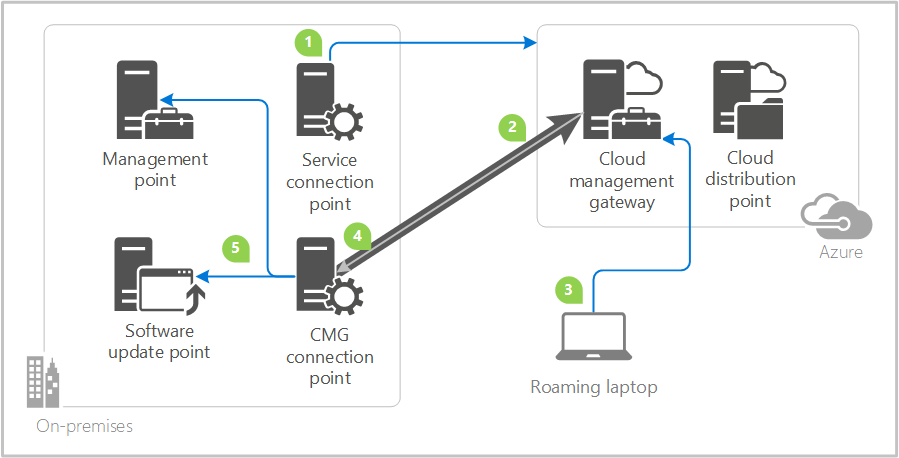 1
2
Management
point
Service
connection
point
Cloud
management
gateway
Cloud
distribution
point
Azure
5
4
3
Software
update point
CMG
connection
point
Roaming laptop
On-premises